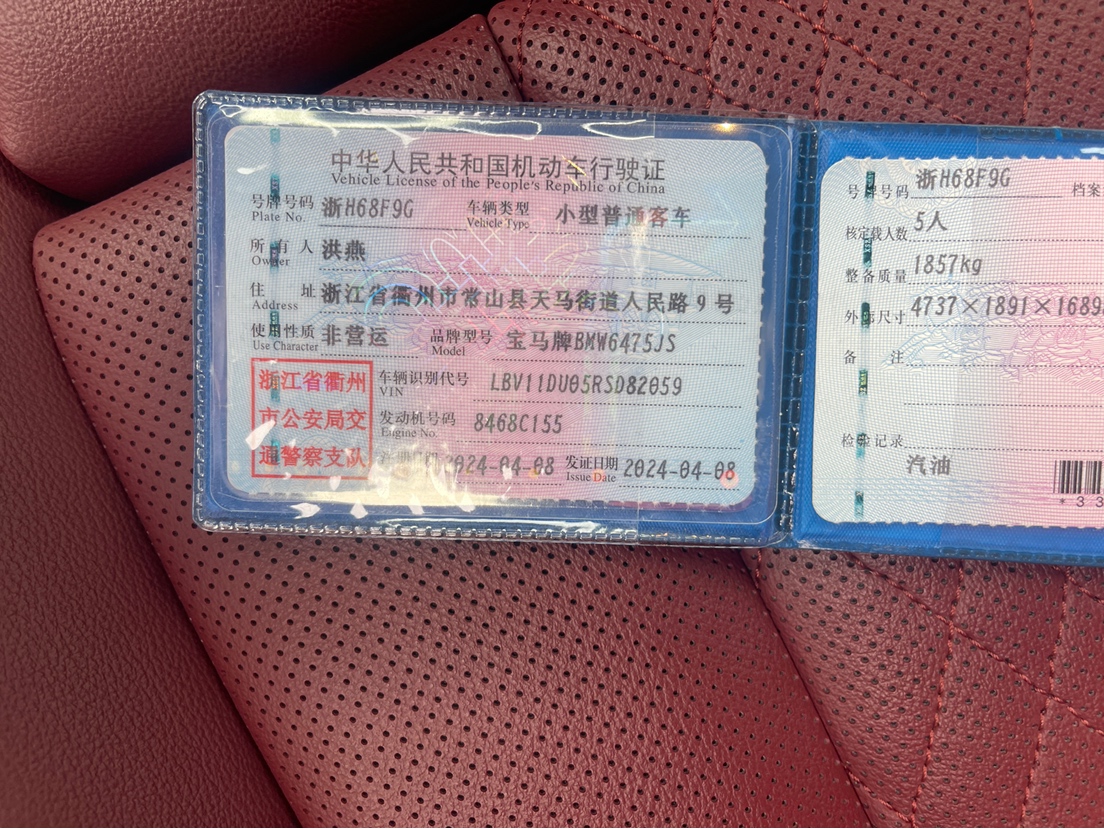 中华人民共和国机动车行驶证
Vehicle License of the People's Republic of China
号牌号码 浙H68F9G 车辆类型 小型普通客车
Plate No. Vehicle Type
所有人 洪燕
Owner
住址 浙江省衢州市常山县天马街道人民路9号
Address
使用性质 非营运 品牌型号 宝马牌BMW6475JS
Use Character Model
浙江省衢州
市公安局交
通警察支队
车辆识别代号 LBV11DU05RSD82059
VIN
发动机号码 8468C155
Engine No.
2024-04-08 发证日期 2024-04-08
Issue Date
号牌号码 浙H68F9G 档案
核定载人数 5人
整备质量 1857kg
外廓尺寸 4737×1891×1689
备注
检验记录
汽油
*33